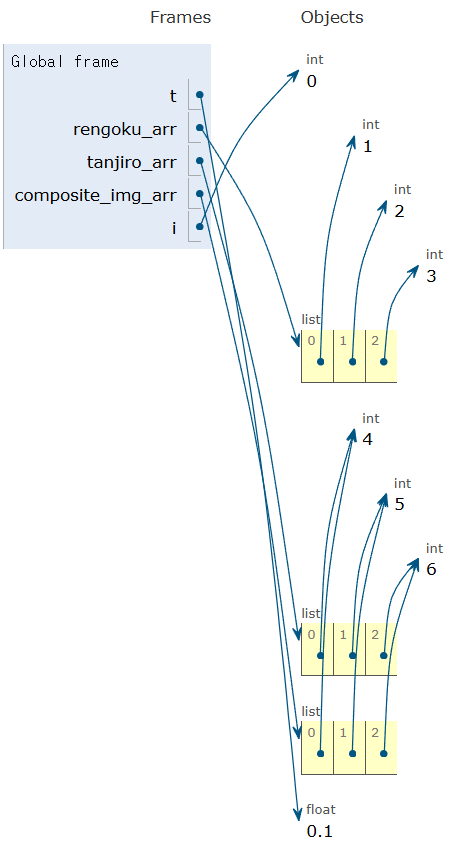 Frames Objects
Global frame
t
rengoku_arr
tanjiro_arr
composite_img_arr
i
int
0
int
1
int
2
int
3
list
0 1 2
int
4
int
5
int
6
list
0 1 2
list
0 1 2
float
0.1